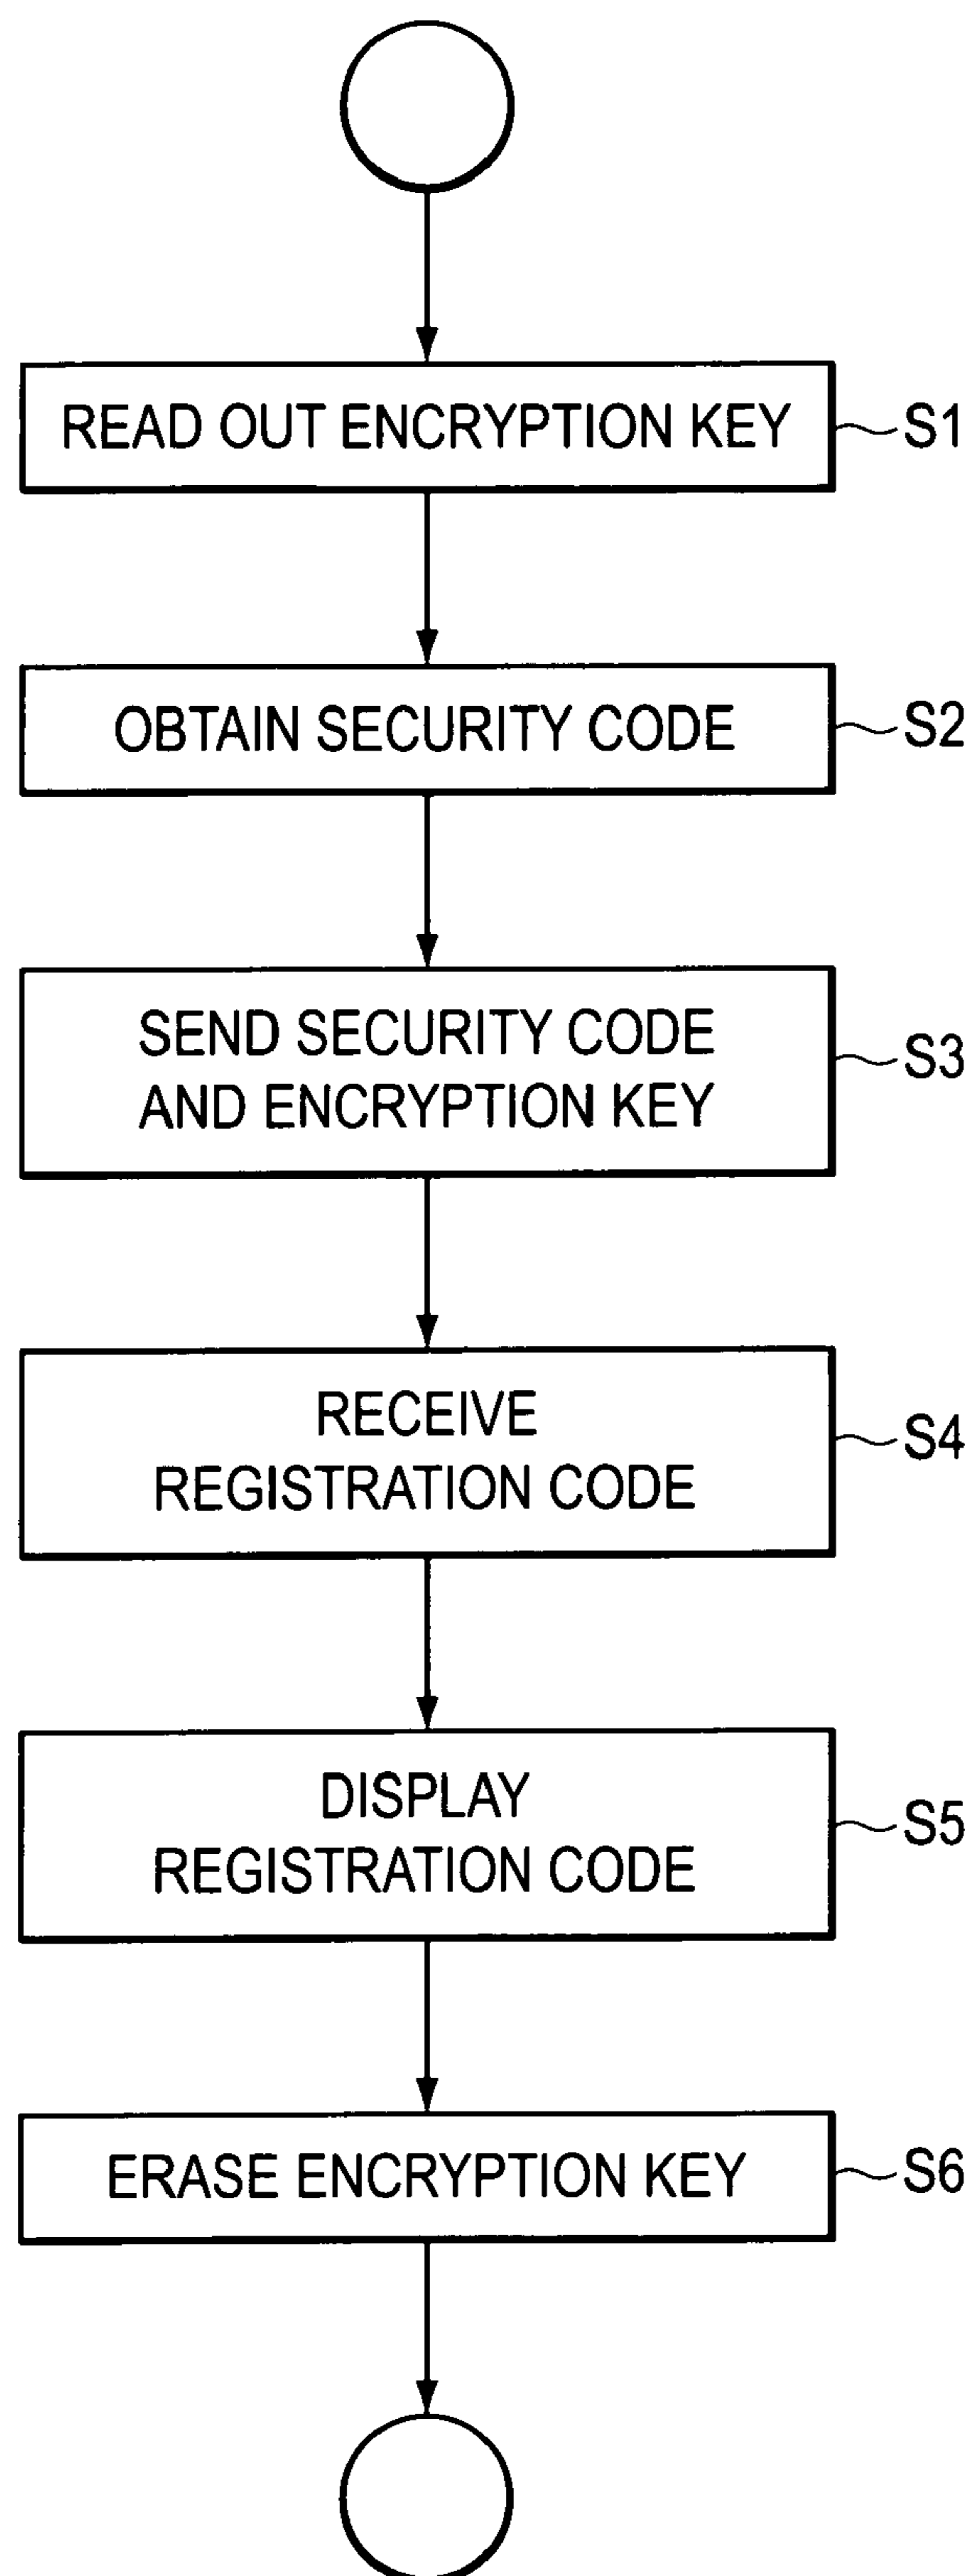 READ OUT ENCRYPTION KEY
S1
OBTAIN SECURITY CODE
S2
SEND SECURITY CODE
AND ENCRYPTION KEY
S3
RECEIVE
REGISTRATION CODE
S4
DISPLAY
REGISTRATION CODE
S5
ERASE ENCRYPTION KEY
S6